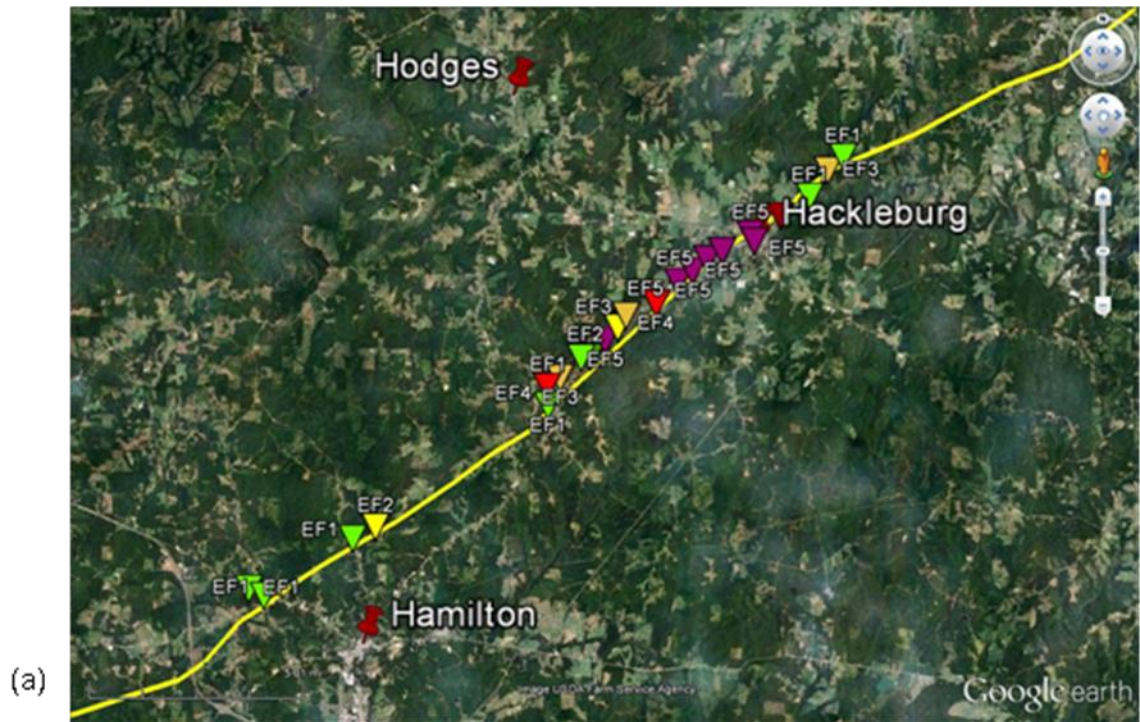 Hodges
EF1
EF1 EF3
EF5 Hackleburg
EF5
EF5 EF5
EF5 EF5
EF3 EF4
EF2 EF5
EF1
EF4 EF3
EF1
EF2
EF1
EF1 EF1
Hamilton
(a)
Image USDA Farm Service Agency
Google earth